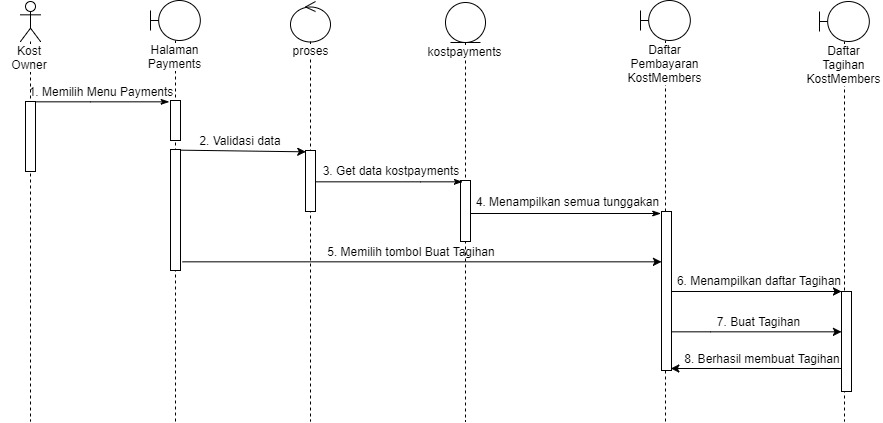 Kost
Owner
Halaman
Payments
proses
kostpayments
Daftar
Pembayaran
KostMembers
Daftar
Tagihan
KostMembers
1. Memilih Menu Payments
2. Validasi data
3. Get data kostpayments
4. Menampilkan semua tunggakan
5. Memilih tombol Buat Tagihan
6. Menampilkan daftar Tagihan
7. Buat Tagihan
8. Berhasil membuat Tagihan